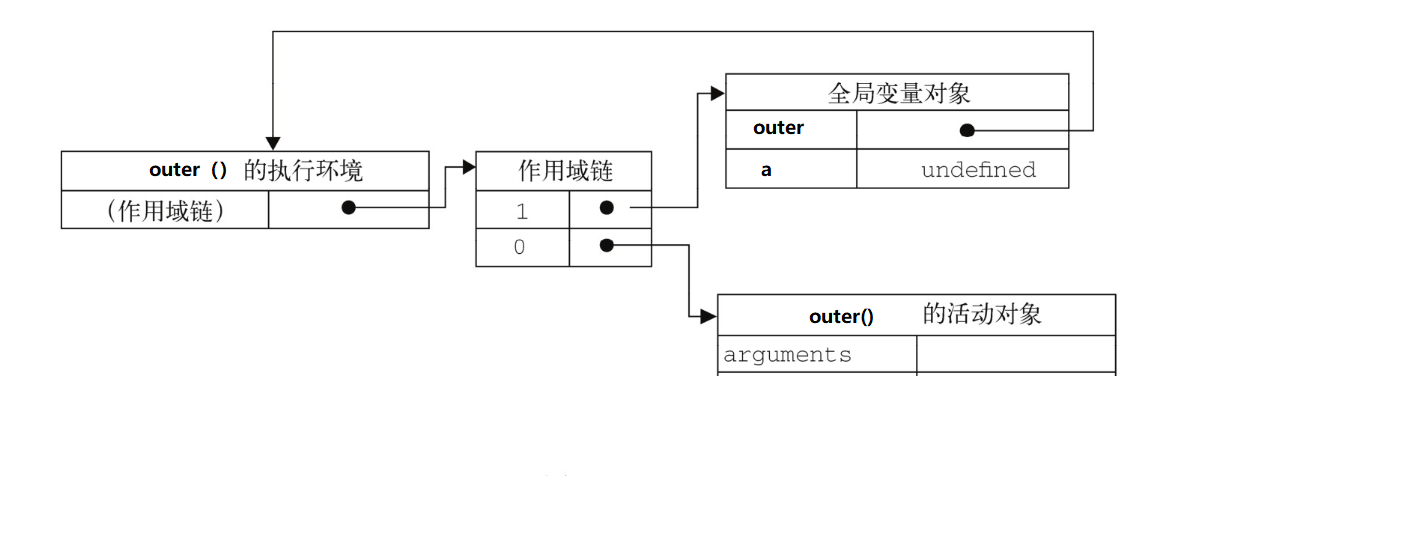 全局变量对象
outer
a undefined
outer () 的执行环境
(作用域链)
作用域链
1
0
outer() 的活动对象
arguments